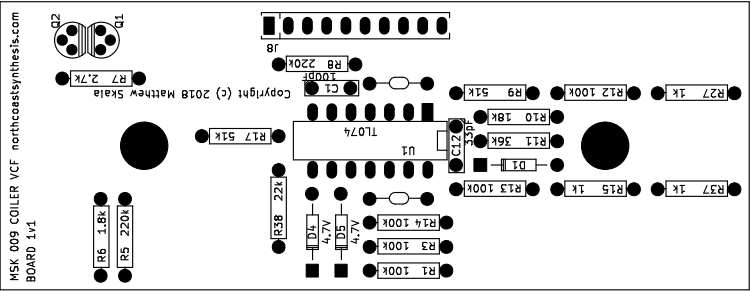 Q2
Q1
J8
R8
220k
100pF
C1
R7 2.7k
Copyright (c) 2018 Matthew Skala
R9 51k
R12 100k
R27 1k
R10 18k
R11 36k
33pF
C12
R17 51k
TL074
U1
D1
R13 100k
R15 1k
R37 1k
R38 22k
D4
4.7V
D5
4.7V
R14 100k
R3 100k
R1 100k
R6 1.8k
R5 220k
MSK 009 COILER VCF northcoastsynthesis.com
BOARD 1v1